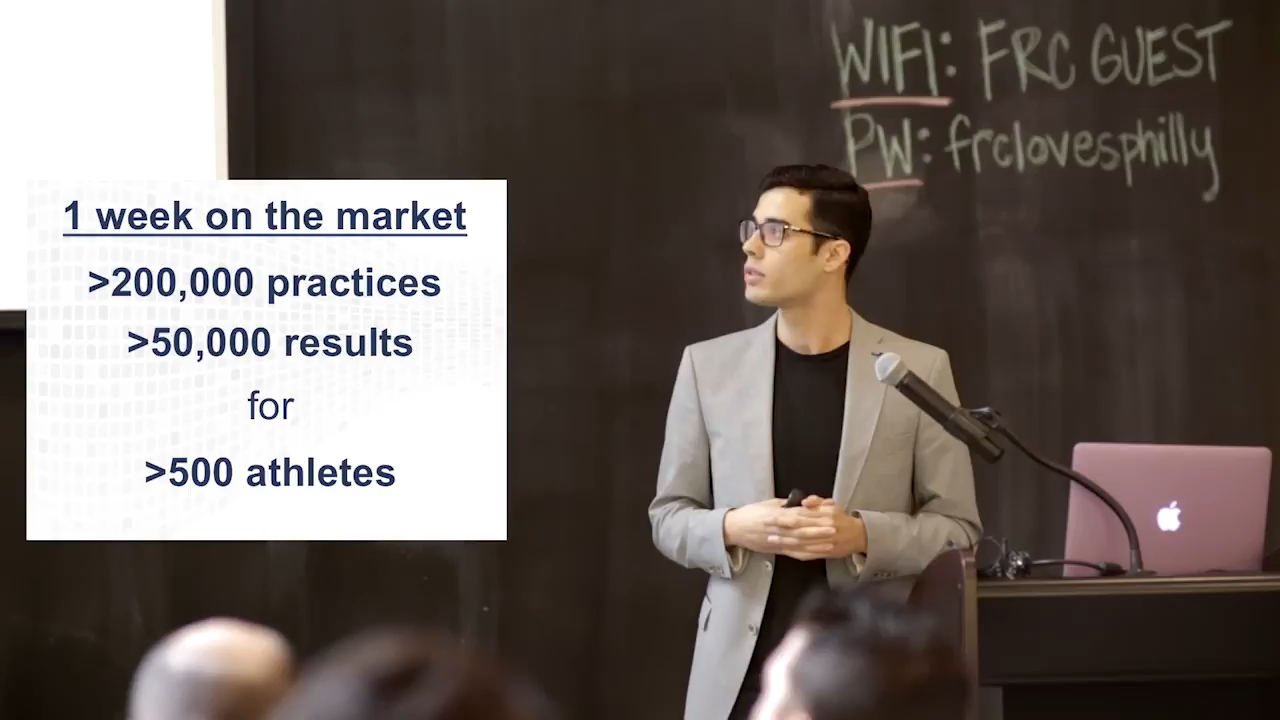 WIFI: FRC GUEST
PW: frclovesphilly
1 week on the market
>200,000 practices
>50,000 results
for
>500 athletes